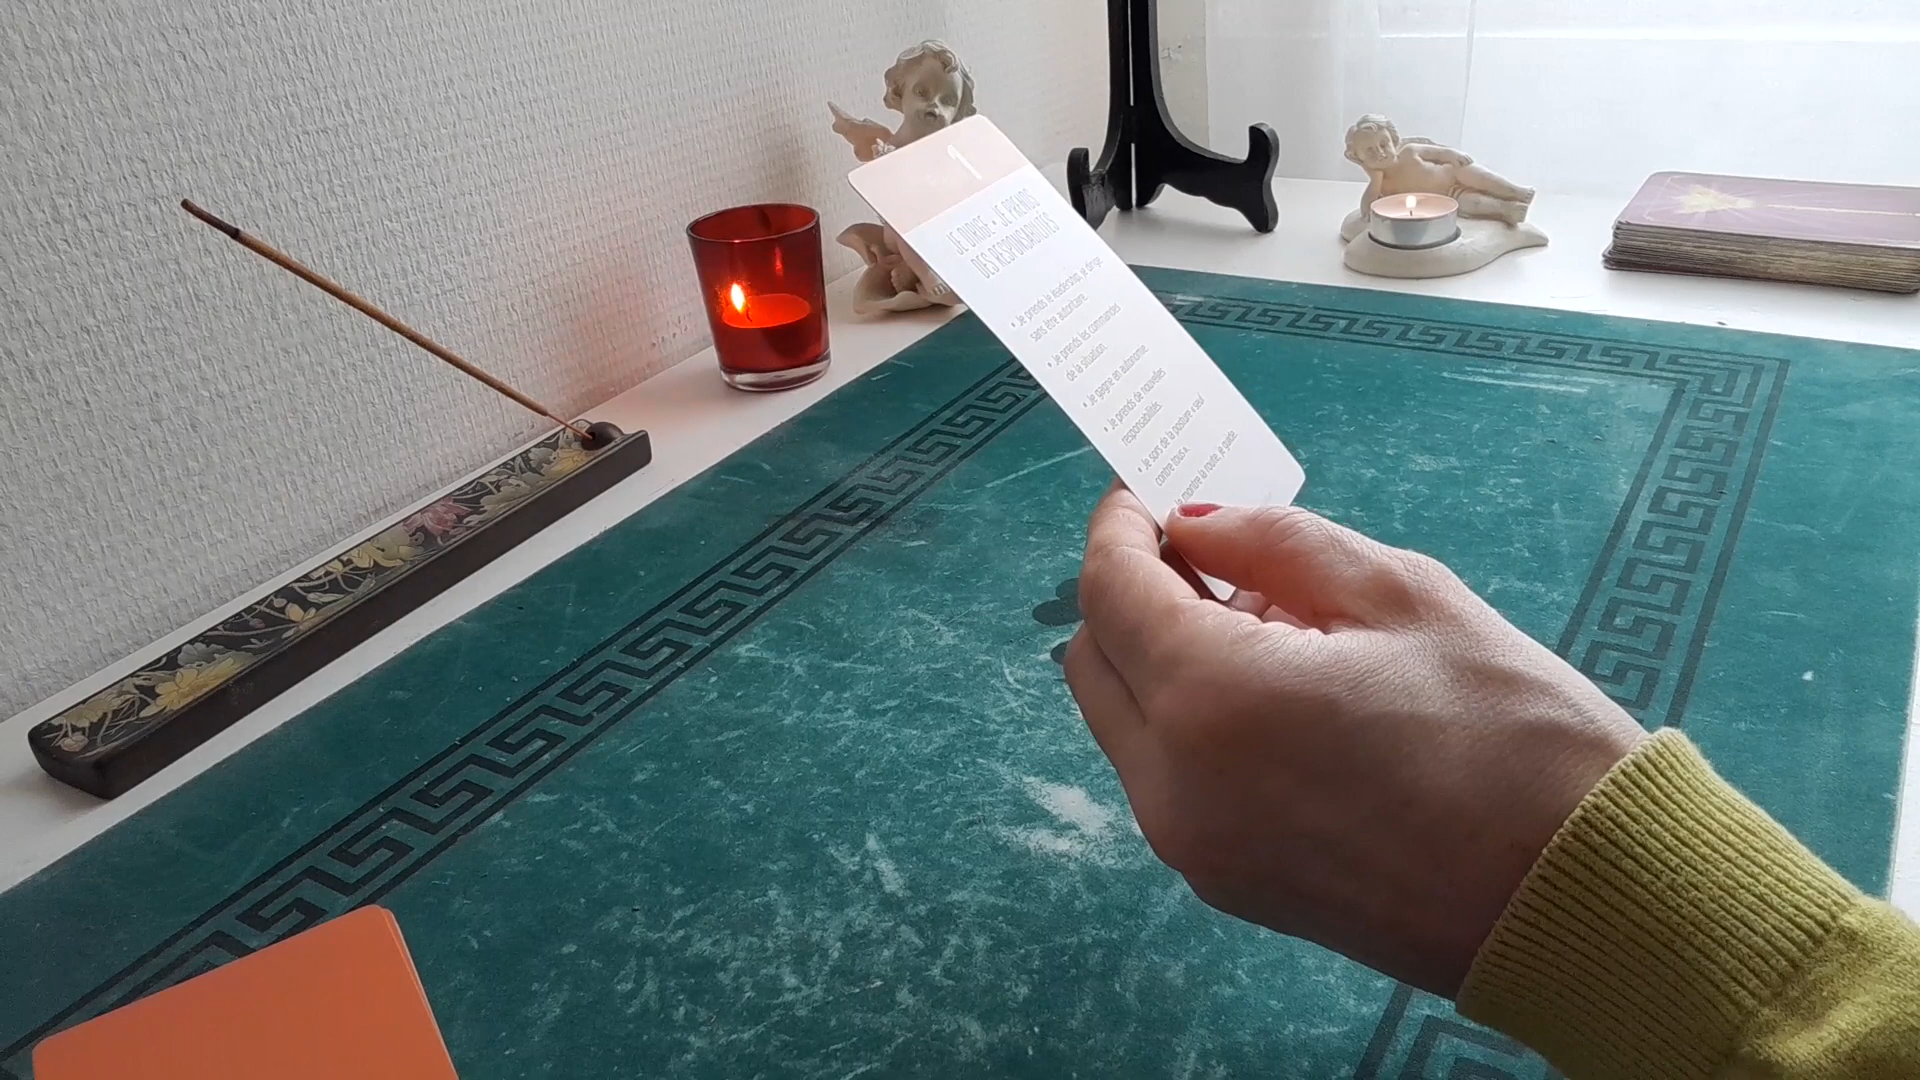 1
JE DIRIGE • JE PRENDS
DES RESPONSABILITÉS
• Je prends le leadership, je dirige
sans être autoritaire.
• Je prends les commandes
de la situation.
• Je gagne en autonomie
• Je prends de nouvelles
responsabilités.
• Je sors de la posture « seul
contre tous ».
Je montre la route, je guide.